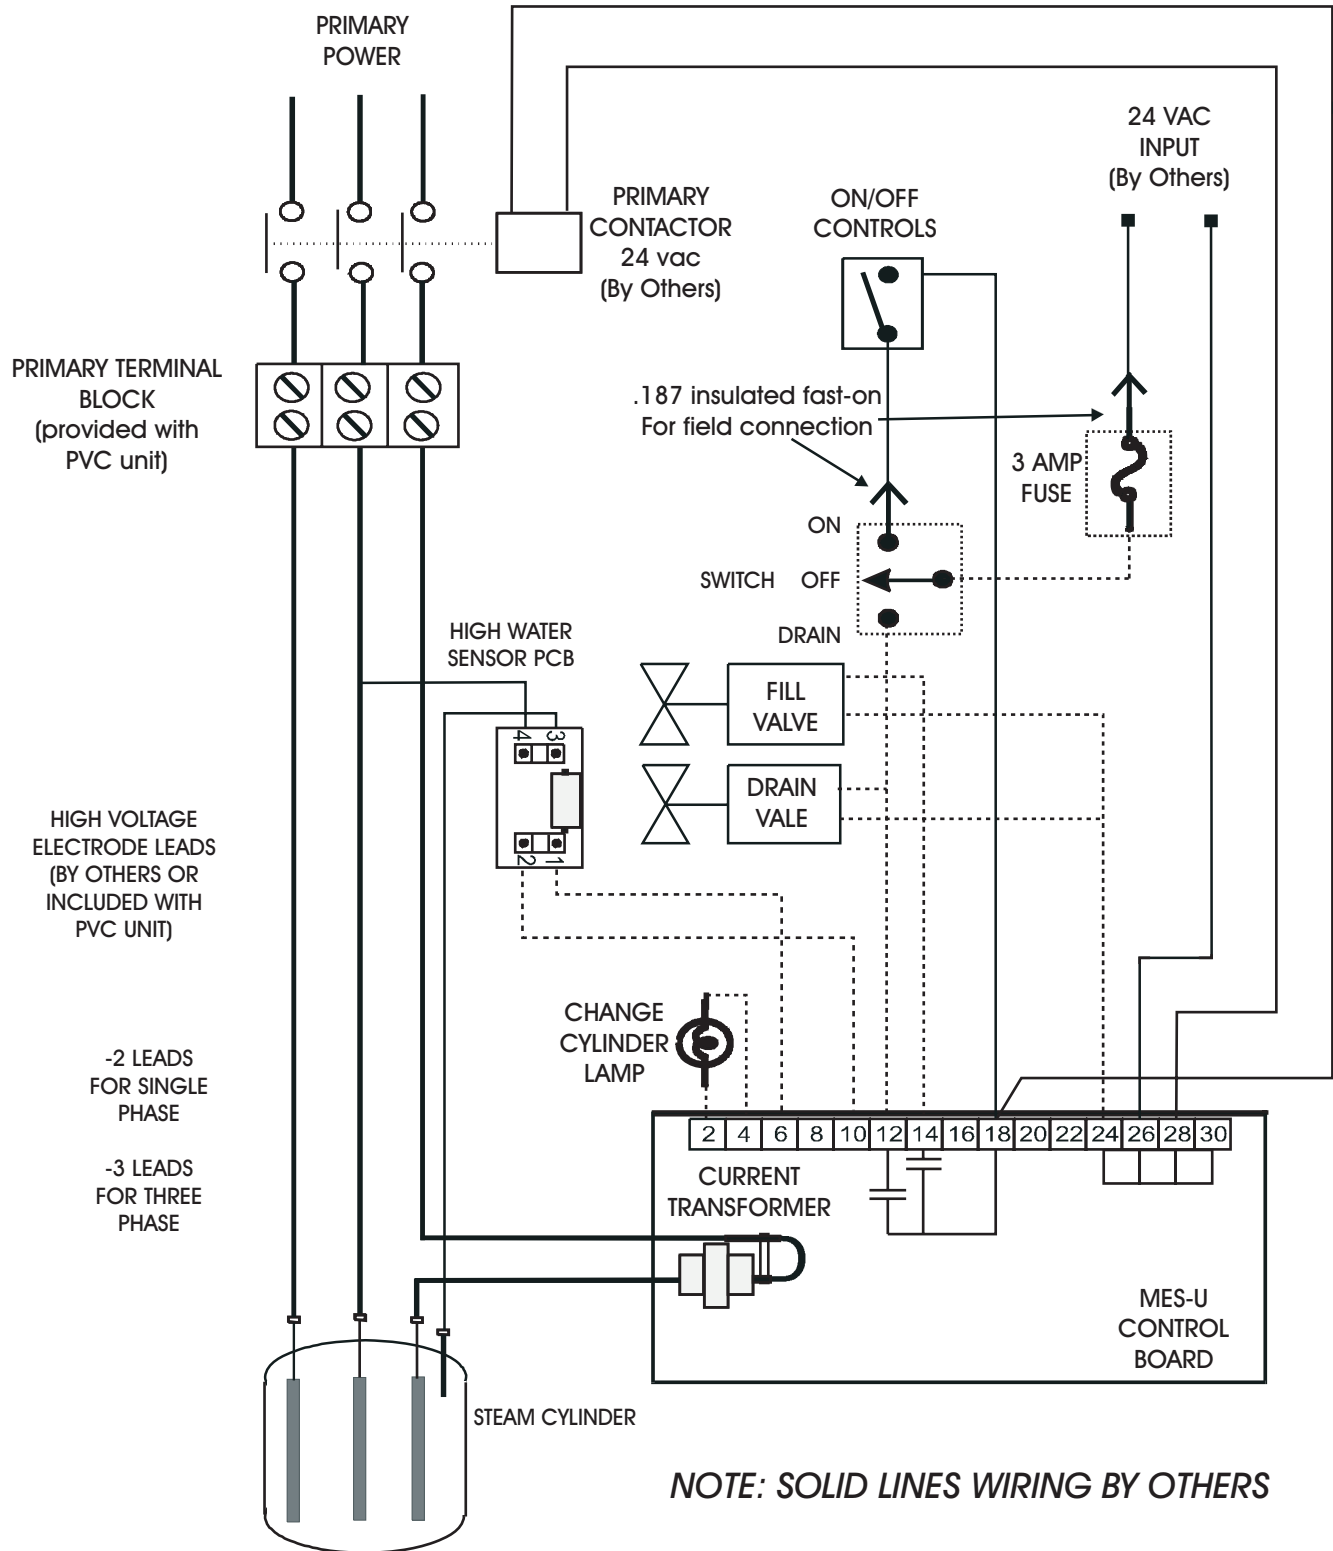 PRIMARY
POWER
24 VAC
INPUT
(By Others)
PRIMARY
CONTACTOR
24 vac
(By Others)
ON/OFF
CONTROLS
PRIMARY TERMINAL
BLOCK
(provided with
PVC unit)
.187 insulated fast-on
For field connection
3 AMP
FUSE
ON
SWITCH OFF
DRAIN
HIGH WATER
SENSOR PCB
4 3
2 1
FILL
VALVE
DRAIN
VALE
HIGH VOLTAGE
ELECTRODE LEADS
(BY OTHERS OR
INCLUDED WITH
PVC UNIT)
CHANGE
CYLINDER
LAMP
-2 LEADS
FOR SINGLE
PHASE
-3 LEADS
FOR THREE
PHASE
2 4 6 8 10 12 14 16 18 20 22 24 26 28 30
CURRENT
TRANSFORMER
MES-U
CONTROL
BOARD
STEAM CYLINDER
NOTE: SOLID LINES WIRING BY OTHERS